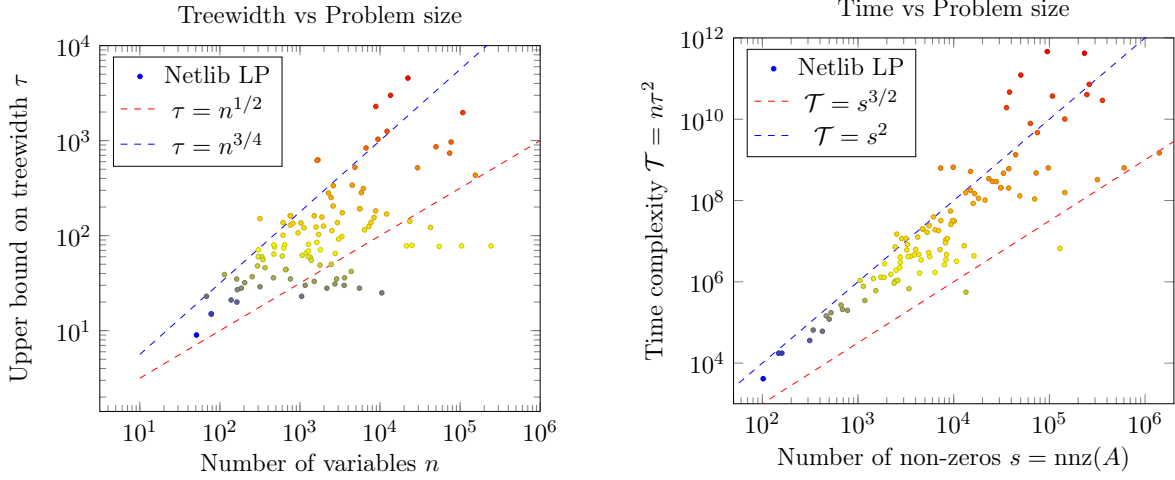 Treewidth vs Problem size
10^4
10^3
10^2
10^1
Upper bound on treewidth τ
Netlib LP
τ = n^{1/2}
τ = n^{3/4}
10^1 10^2 10^3 10^4 10^5 10^6
Number of variables n
Time vs Problem size
10^12
10^10
10^8
10^6
10^4
Time complexity 𝒯 = nτ^2
Netlib LP
𝒯 = s^{3/2}
𝒯 = s^2
10^2 10^3 10^4 10^5 10^6
Number of non-zeros s = nnz(A)